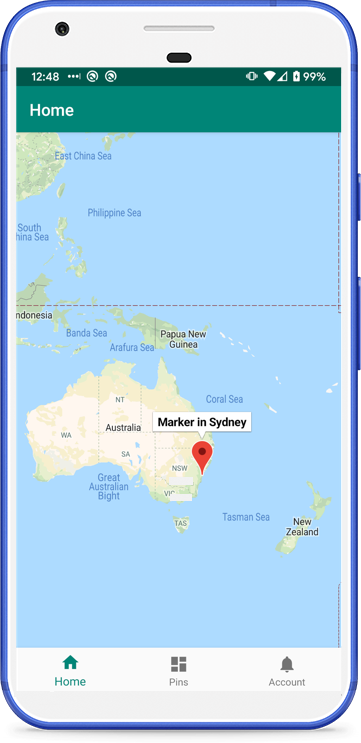 12:48
99%
Home
East China Sea
Philippine Sea
South
hina Sea
ndonesia
Banda Sea
Papua New
Guinea
Arafura Sea
NT
Coral Sea
Marker in Sydney
Australia
WA
SA
NSW
Great
Australian
Bight
VIC
TAS
Tasman Sea
New
Zealand
Home
Pins
Account